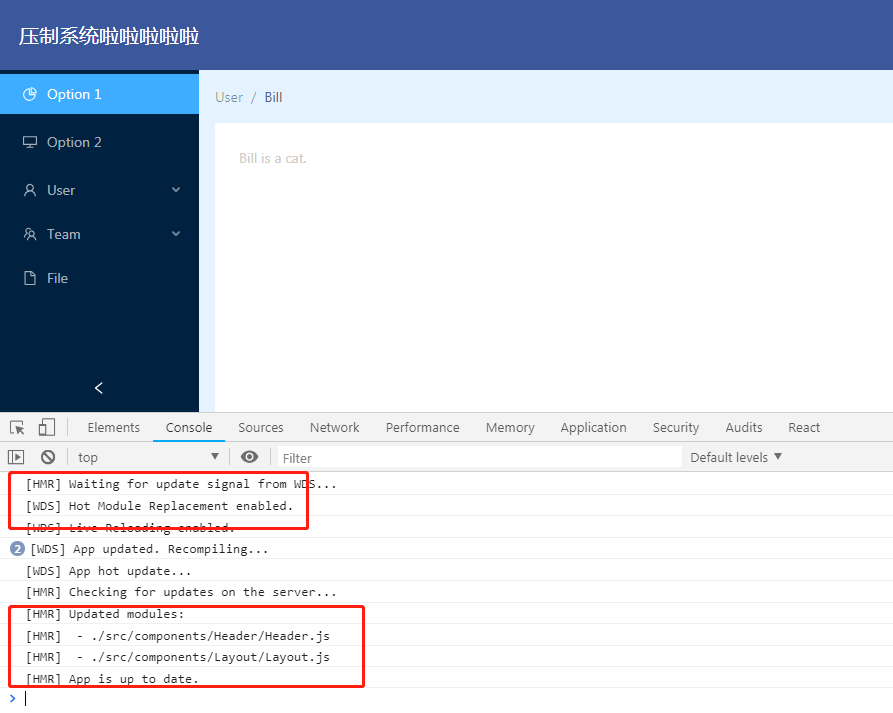 压制系统啦啦啦啦啦
Option 1
User / Bill
Option 2
Bill is a cat.
User
Team
File
Elements Console Sources Network Performance Memory Application Security Audits React
top Filter Default levels
[HMR] Waiting for update signal from WDS...
[WDS] Hot Module Replacement enabled.
[WDS] Live Reloading enabled.
2 [WDS] App updated. Recompiling...
[WDS] App hot update...
[HMR] Checking for updates on the server...
[HMR] Updated modules:
[HMR]  - ./src/components/Header/Header.js
[HMR]  - ./src/components/Layout/Layout.js
[HMR] App is up to date.